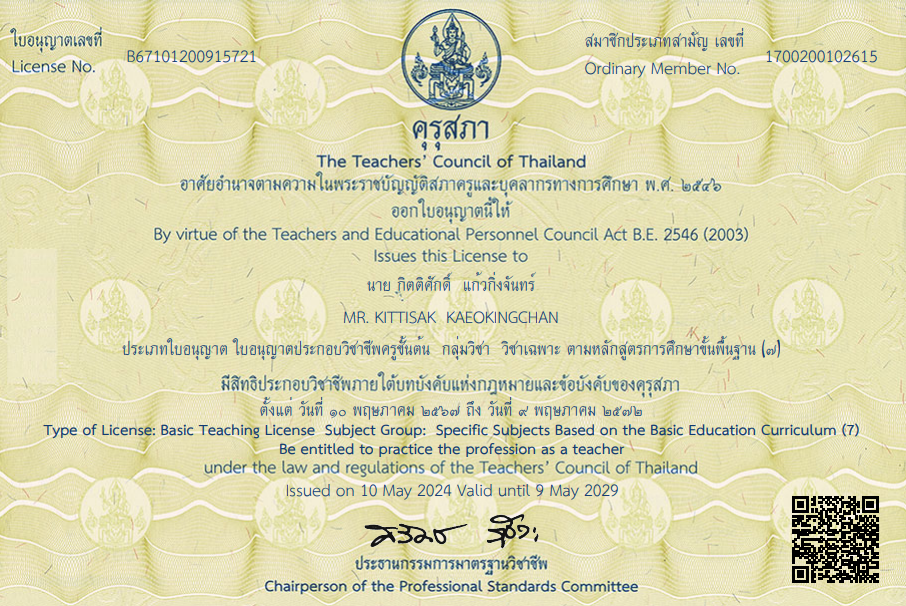 ใบอนุญาตเลขที่
License No. B67101200915721
สมาชิกประเภทสามัญ เลขที่
Ordinary Member No. 1700200102615
คุรุสภา
The Teachers' Council of Thailand
อาศัยอำนาจตามความในพระราชบัญญัติสภาครูและบุคลากรทางการศึกษา พ.ศ. ๒๕๔๖
ออกใบอนุญาตนี้ให้
By virtue of the Teachers and Educational Personnel Council Act B.E. 2546 (2003)
Issues this License to
นาย กิตติศักดิ์ แก้วกิ่งจันทร์
MR. KITTISAK KAEOKINGCHAN
ประเภทใบอนุญาต ใบอนุญาตประกอบวิชาชีพครูชั้นต้น กลุ่มวิชา วิชาเฉพาะ ตามหลักสูตรการศึกษาขั้นพื้นฐาน (๗)
มีสิทธิประกอบวิชาชีพภายใต้บทบังคับแห่งกฎหมายและข้อบังคับของคุรุสภา
ตั้งแต่ วันที่ ๑๐ พฤษภาคม ๒๕๖๗ ถึง วันที่ ๙ พฤษภาคม ๒๕๗๒
Type of License: Basic Teaching License Subject Group: Specific Subjects Based on the Basic Education Curriculum (7)
Be entitled to practice the profession as a teacher
under the law and regulations of the Teachers' Council of Thailand
Issued on 10 May 2024 Valid until 9 May 2029
ประธานกรรมการมาตรฐานวิชาชีพ
Chairperson of the Professional Standards Committee